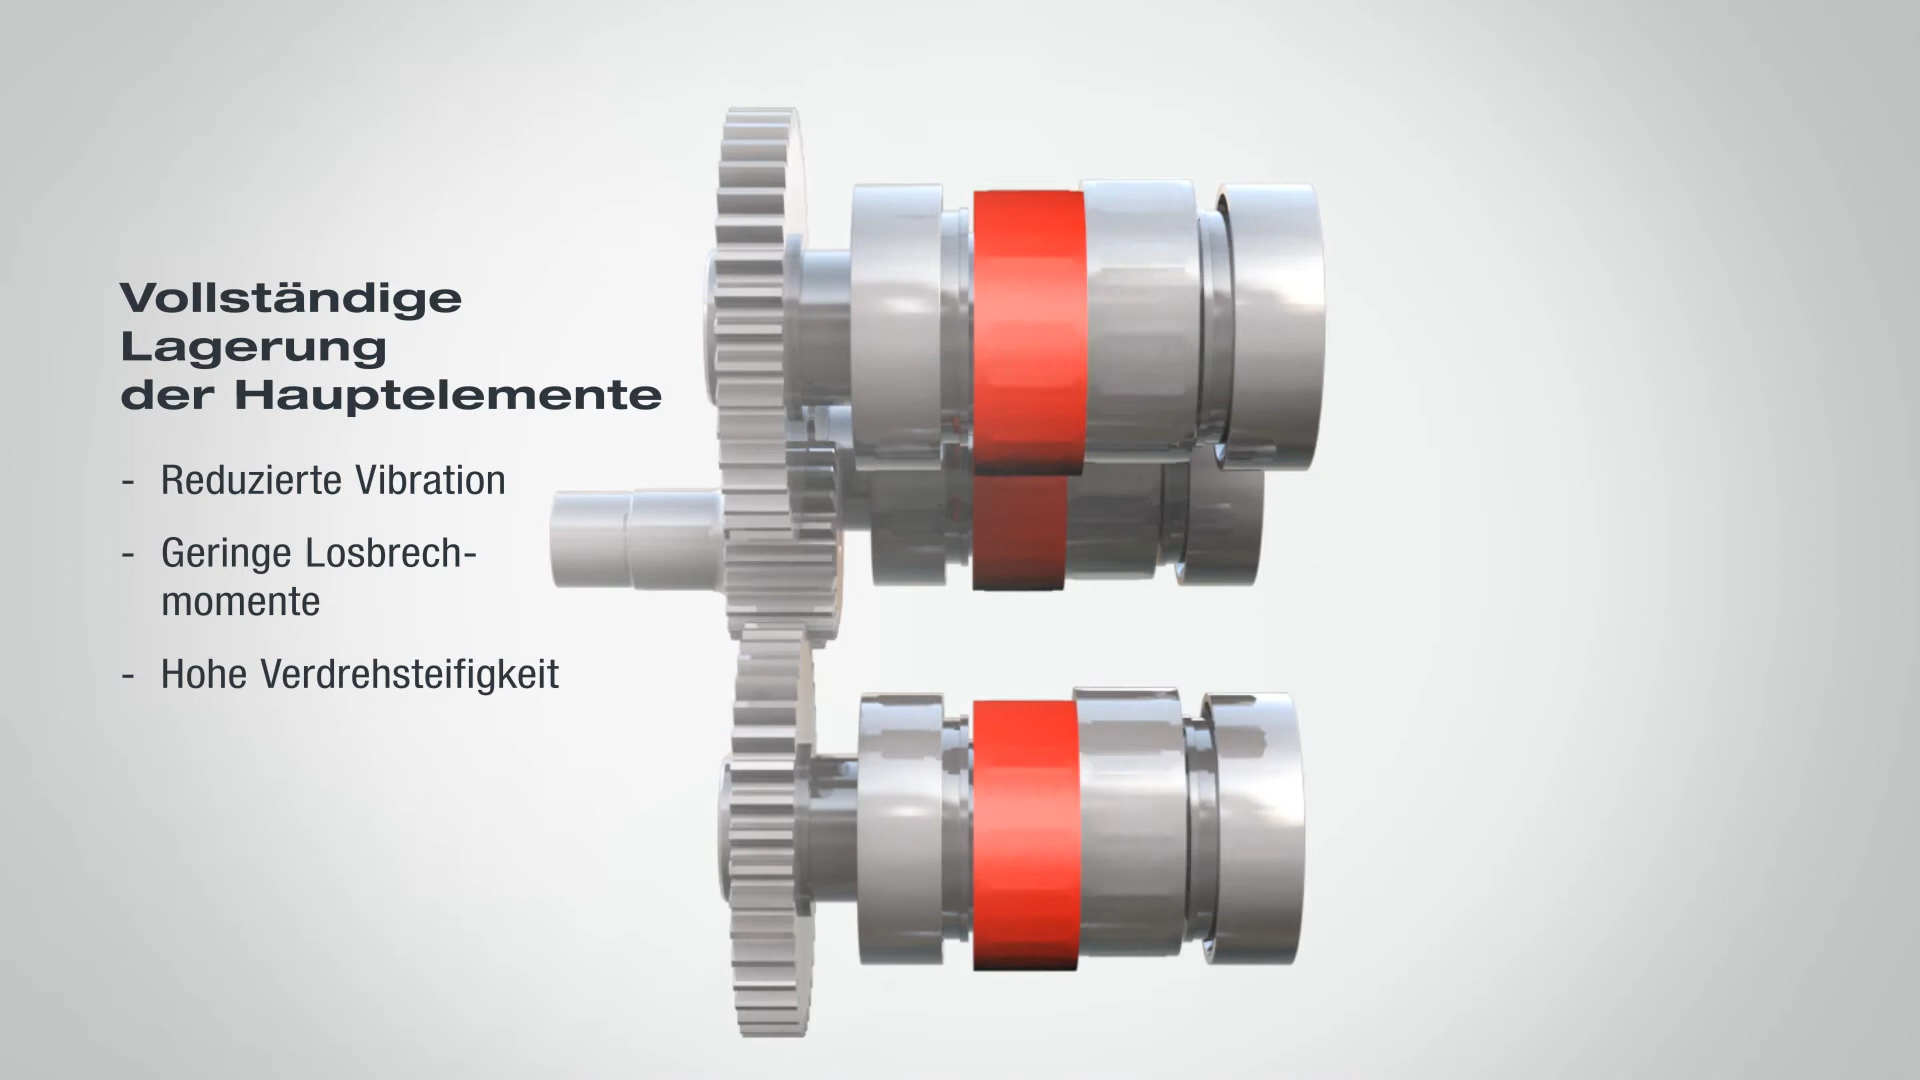 Vollständige
Lagerung
der Hauptelemente
- Reduzierte Vibration
- Geringe Losbrech-
momente
- Hohe Verdrehsteifigkeit